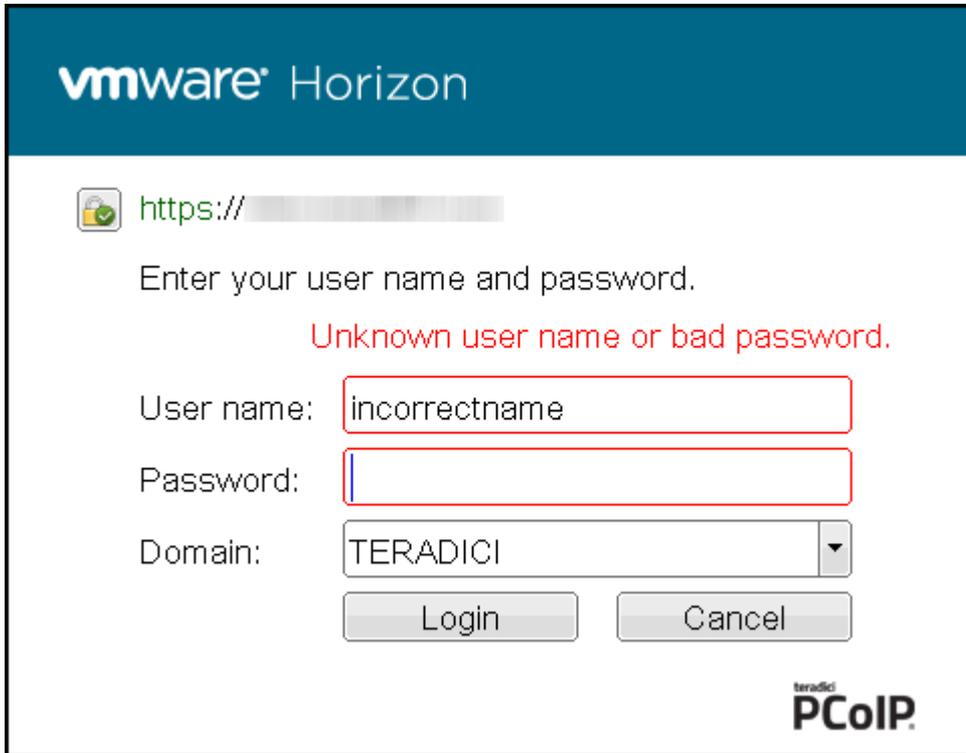 vmware® Horizon
https://
Enter your user name and password.
Unknown user name or bad password.
User name: incorrectname
Password:
Domain: TERADICI
Login Cancel
teradici
PCoIP®